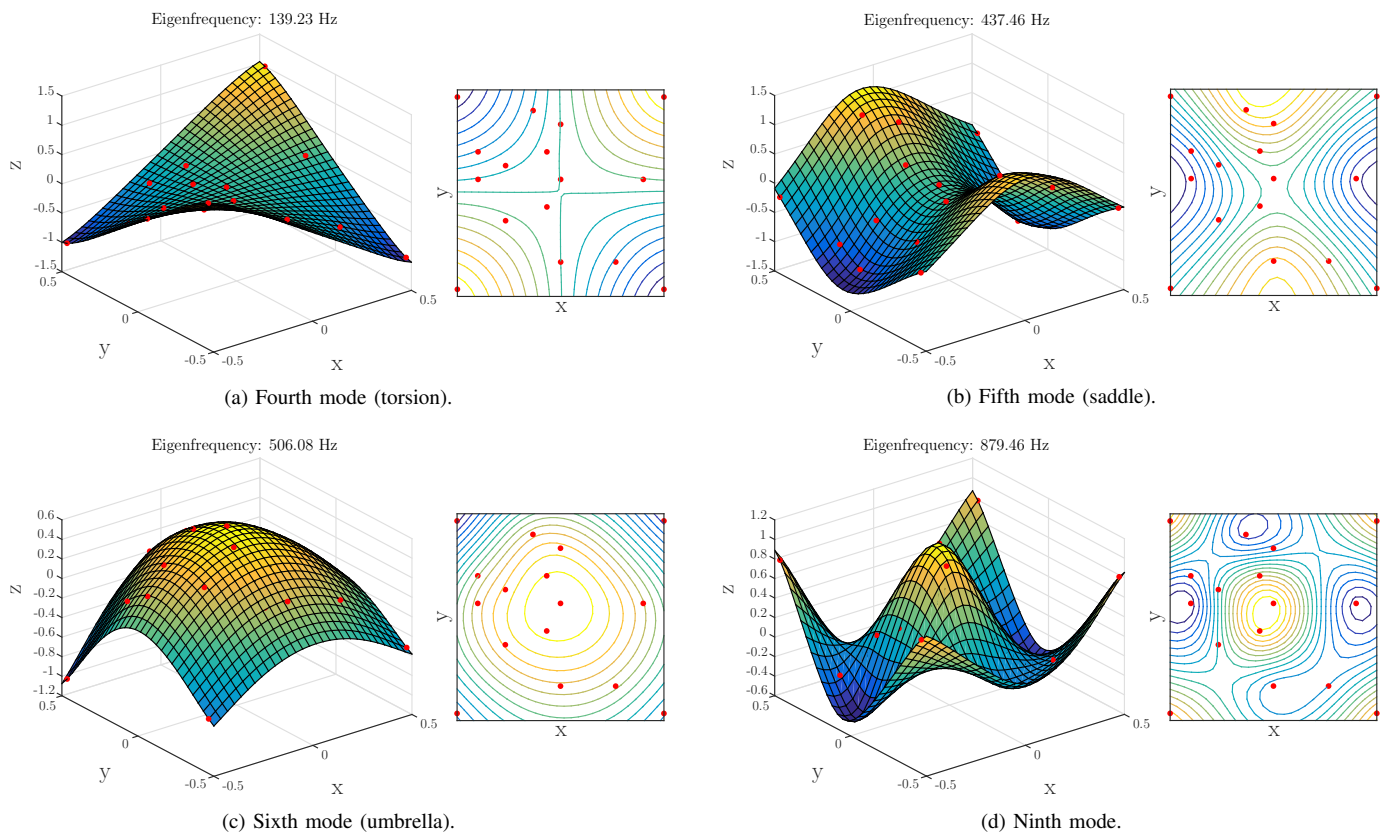 Eigenfrequency: 139.23 Hz
1.5
1
0.5
0
-0.5
-1
-1.5
z
0.5
0
-0.5
y
-0.5
0
0.5
x
y
x
(a) Fourth mode (torsion).
Eigenfrequency: 437.46 Hz
1.5
1
0.5
0
-0.5
-1
-1.5
z
0.5
0
-0.5
y
-0.5
0
0.5
x
y
x
(b) Fifth mode (saddle).
Eigenfrequency: 506.08 Hz
0.6
0.4
0.2
0
-0.2
-0.4
-0.6
-0.8
-1
-1.2
z
0.5
0
-0.5
y
-0.5
0
0.5
x
y
x
(c) Sixth mode (umbrella).
Eigenfrequency: 879.46 Hz
1.2
1
0.8
0.6
0.4
0.2
0
-0.2
-0.4
-0.6
z
0.5
0
-0.5
y
-0.5
0
0.5
x
y
x
(d) Ninth mode.